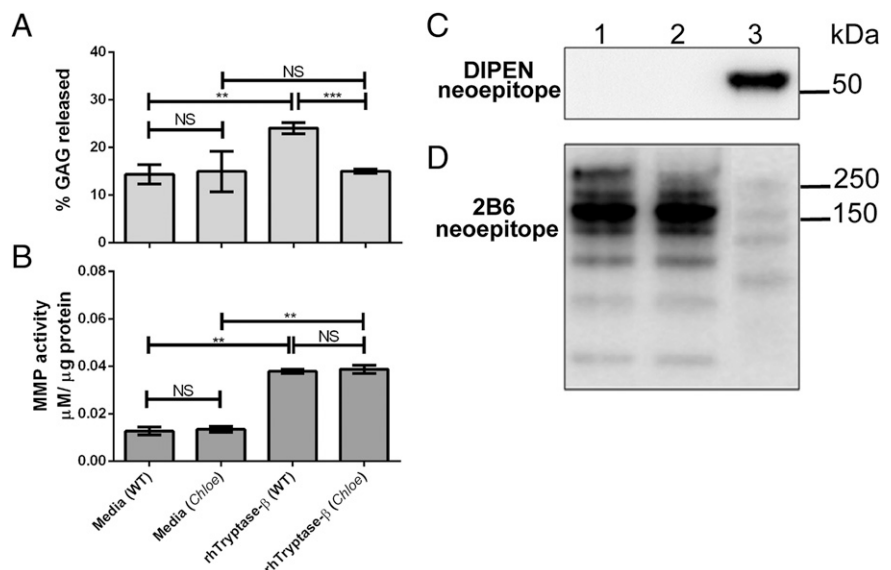 A
% GAG released
40
30
20
10
0
NS
**
***
NS
B
MMP activity
µM/ µg protein
0.08
0.06
0.04
0.02
0.00
**
**
NS
NS
Media (WT)
Media (Chloe)
rhTryptase-β (WT)
rhTryptase-β (Chloe)
C
1 2 3 kDa
DIPEN
neoepitope
50
D
2B6
neoepitope
250
150